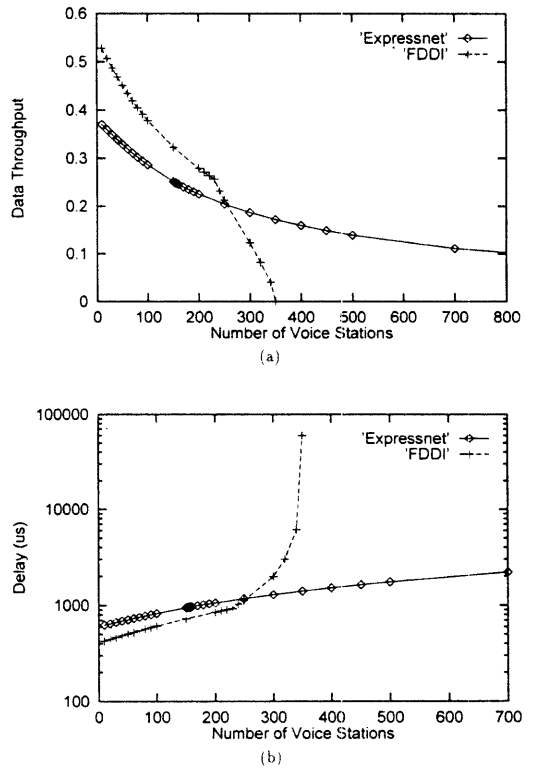 0.6
0.5
0.4
0.3
0.2
0.1
0
Data Throughput
'Expressnet'
'FDDI'
0 100 200 300 400 500 600 700 800
Number of Voice Stations
(a)
100000
10000
1000
100
Delay (us)
'Expressnet'
'FDDI'
0 100 200 300 400 500 600 700
Number of Voice Stations
(b)